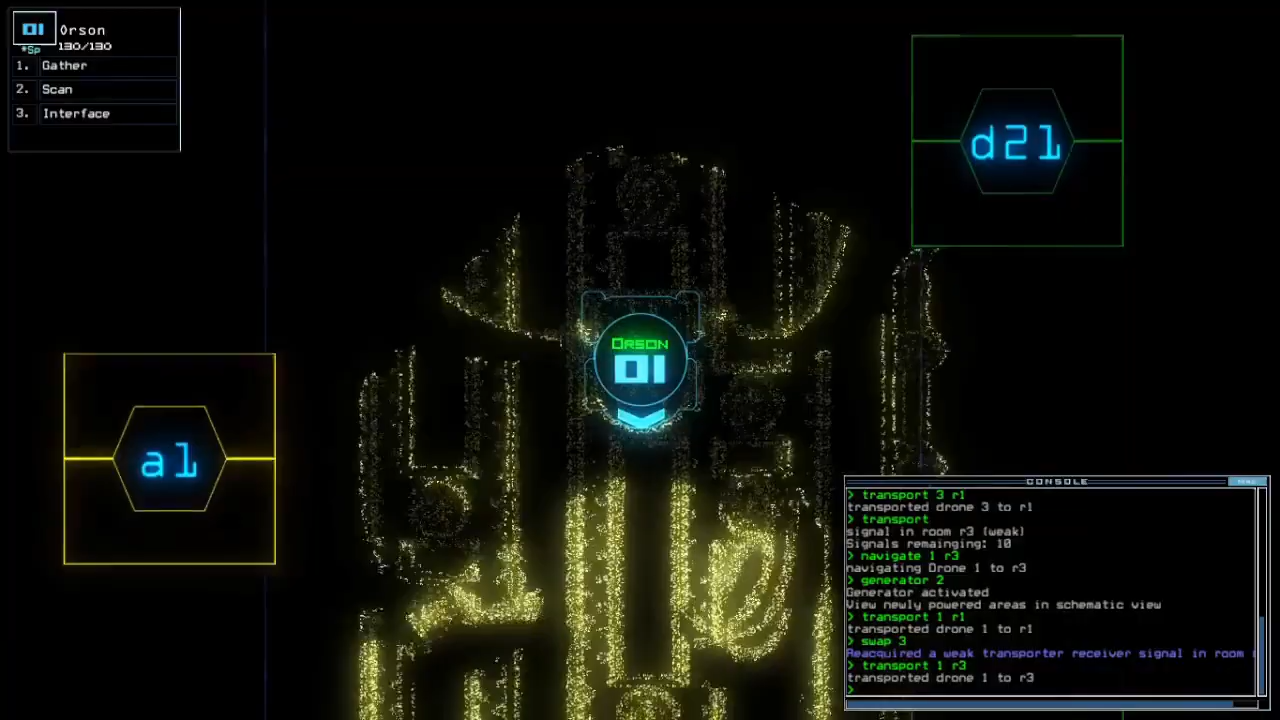 01 Orson
*Sp 130/130
1. Gather
2. Scan
3. Interface
d21
Orson
01
a1
CONSOLE
> transport 3 r1
transported drone 3 to r1
> transport
signal in room r3 (weak)
Signals remainging: 10
> navigate 1 r3
navigating Drone 1 to r3
> generator 2
Generator activated
View newly powered areas in schematic view
> transport 1 r1
transported drone 1 to r1
> swap 3
Reacquired a weak transporter receiver signal in room
> transport 1 r3
transported drone 1 to r3
>